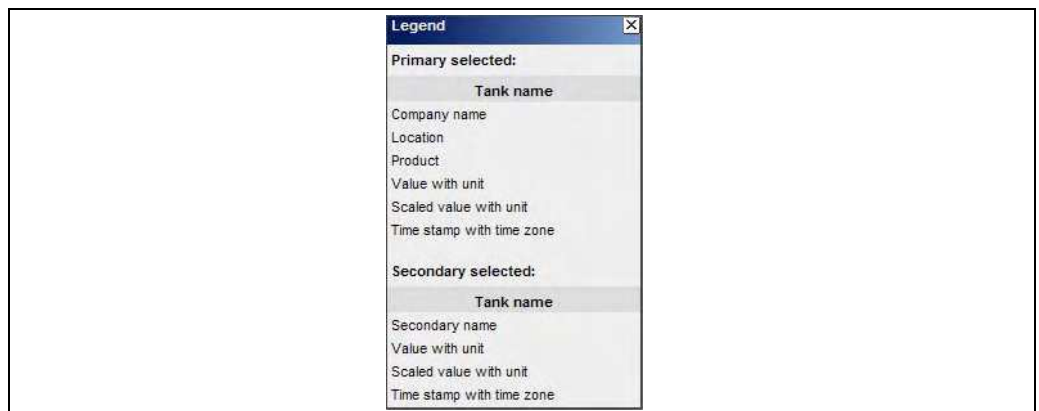 Legend
Primary selected:
Tank name
Company name
Location
Product
Value with unit
Scaled value with unit
Time stamp with time zone
Secondary selected:
Tank name
Secondary name
Value with unit
Scaled value with unit
Time stamp with time zone